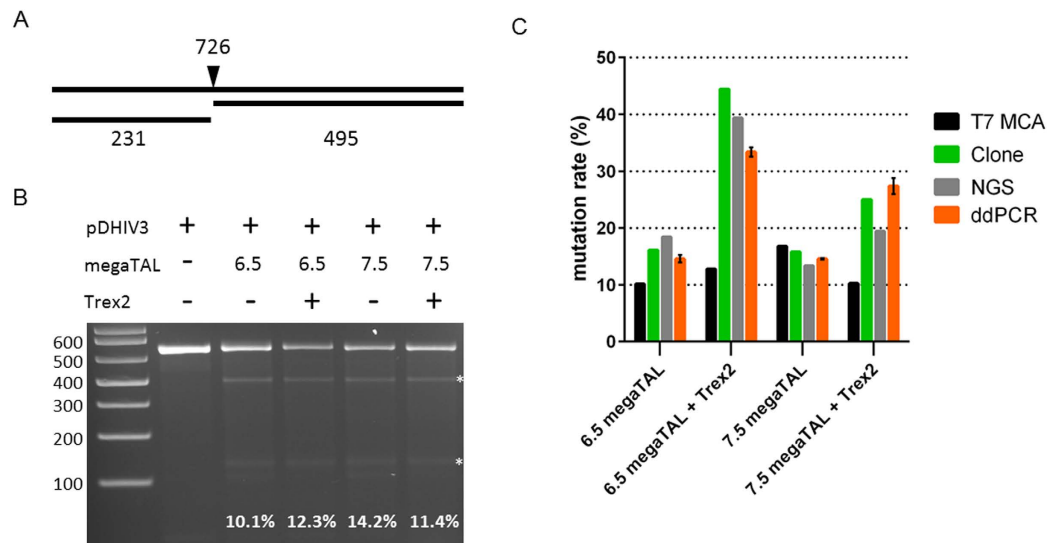 A
726
231
495
B
pDHIV3 + + + + +
megaTAL - 6.5 6.5 7.5 7.5
Trex2 - - + - +
600
500
400
300
200
100
*
*
10.1% 12.3% 14.2% 11.4%
C
mutation rate (%)
50
40
30
20
10
0
6.5 megaTAL
6.5 megaTAL + Trex2
7.5 megaTAL
7.5 megaTAL + Trex2
T7 MCA
Clone
NGS
ddPCR